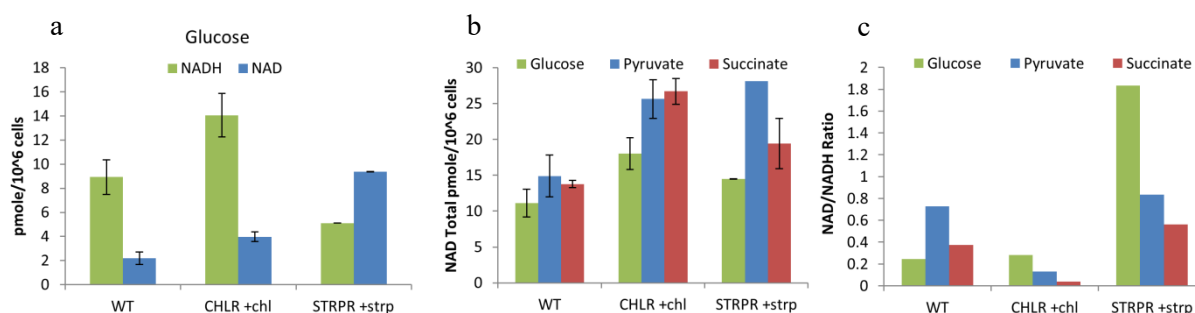 a
Glucose
NADH NAD
pmole/10^6 cells
18
16
14
12
10
8
6
4
2
0
WT CHLR +chl STRPR +strp
b
Glucose Pyruvate Succinate
NAD Total pmole/10^6 cells
30
25
20
15
10
5
0
WT CHLR +chl STRPR +strp
c
Glucose Pyruvate Succinate
NAD/NADH Ratio
2
1.8
1.6
1.4
1.2
1
0.8
0.6
0.4
0.2
0
WT CHLR +chl STRPR +strp